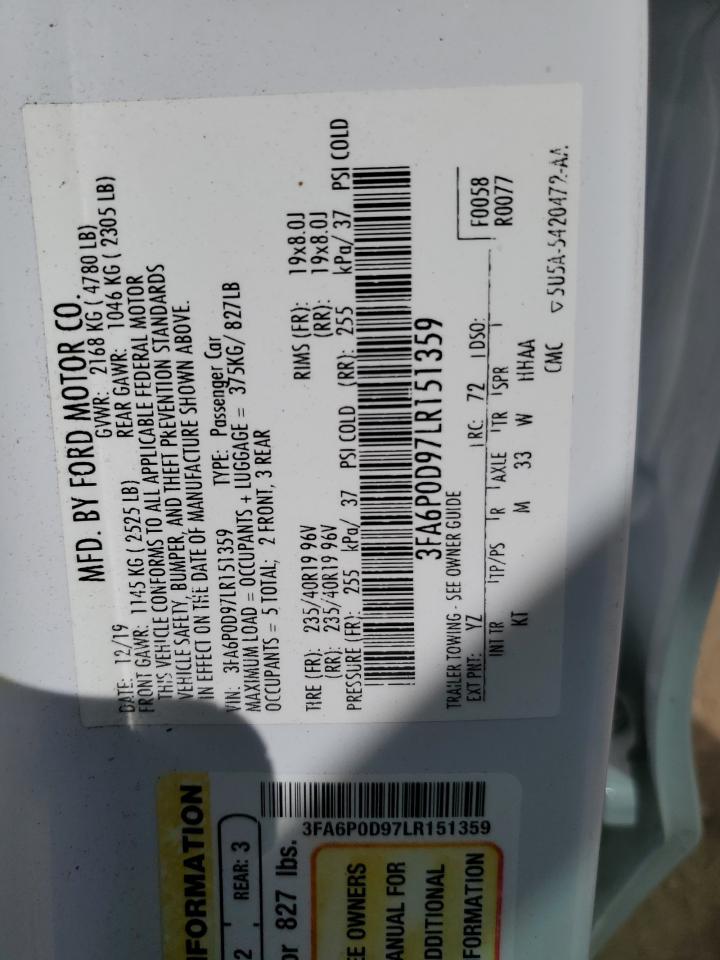 MFD. BY FORD MOTOR CO.
DATE: 12/19 GVWR: 2168 KG ( 4780 LB)
FRONT GAWR: 1145 KG ( 2525 LB) REAR GAWR: 1046 KG ( 2305 LB)
THIS VEHICLE CONFORMS TO ALL APPLICABLE FEDERAL MOTOR
VEHICLE SAFETY, BUMPER, AND THEFT PREVENTION STANDARDS
IN EFFECT ON THE DATE OF MANUFACTURE SHOWN ABOVE.
VIN: 3FA6P0D97LR151359 TYPE: Passenger Car
MAXIMUM LOAD = OCCUPANTS + LUGGAGE = 375KG/ 827LB
OCCUPANTS = 5 TOTAL; 2 FRONT, 3 REAR
TIRE (FR): 235/40R19 96V RIMS (FR): 19x8.0J
(RR): 235/40R19 96V (RR): 19x8.0J
PRESSURE (FR): 255 kPa/ 37 PSI COLD (RR): 255 kPa/ 37 PSI COLD
3FA6P0D97LR151359
TRAILER TOWING - SEE OWNER GUIDE
F0058
EXT PNT: YZ RC: 72 DSO: R0077
INT TR TP/PS R AXLE TR SPR
KT M 33 W HHAA
CMC 5U5A-5420472-AA
3FA6P0D97LR151359
FORMATION
2 REAR: 3
or 827 lbs.
EE OWNERS
ANUAL FOR
DDITIONAL
FORMATION